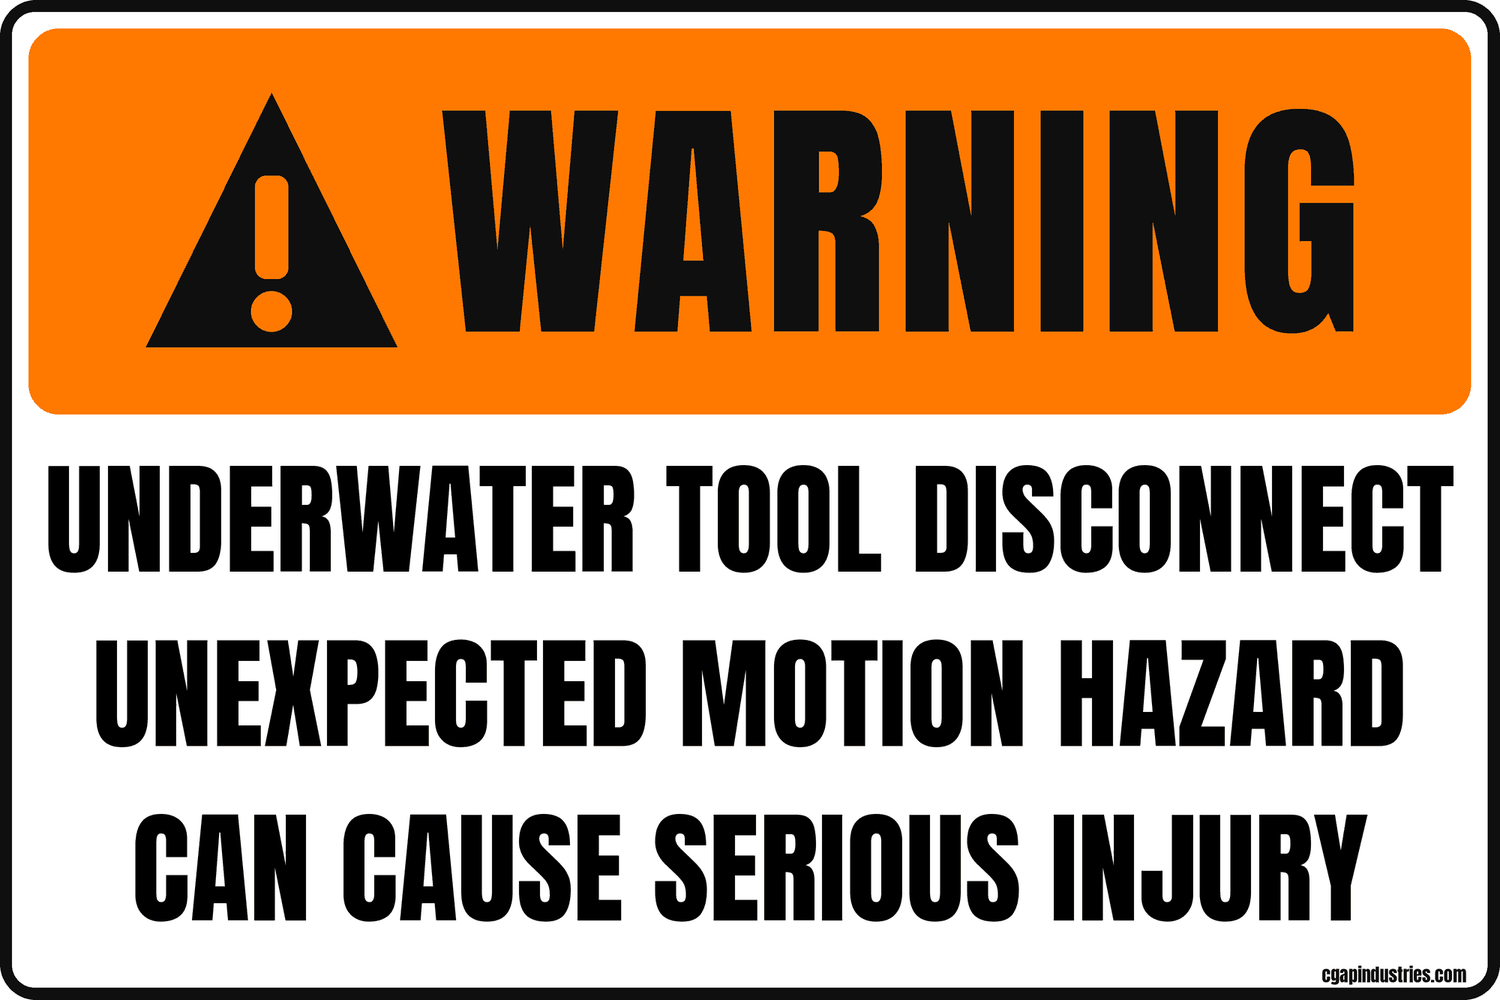 WARNING
UNDERWATER TOOL DISCONNECT
UNEXPECTED MOTION HAZARD
CAN CAUSE SERIOUS INJURY
cgapindustries.com